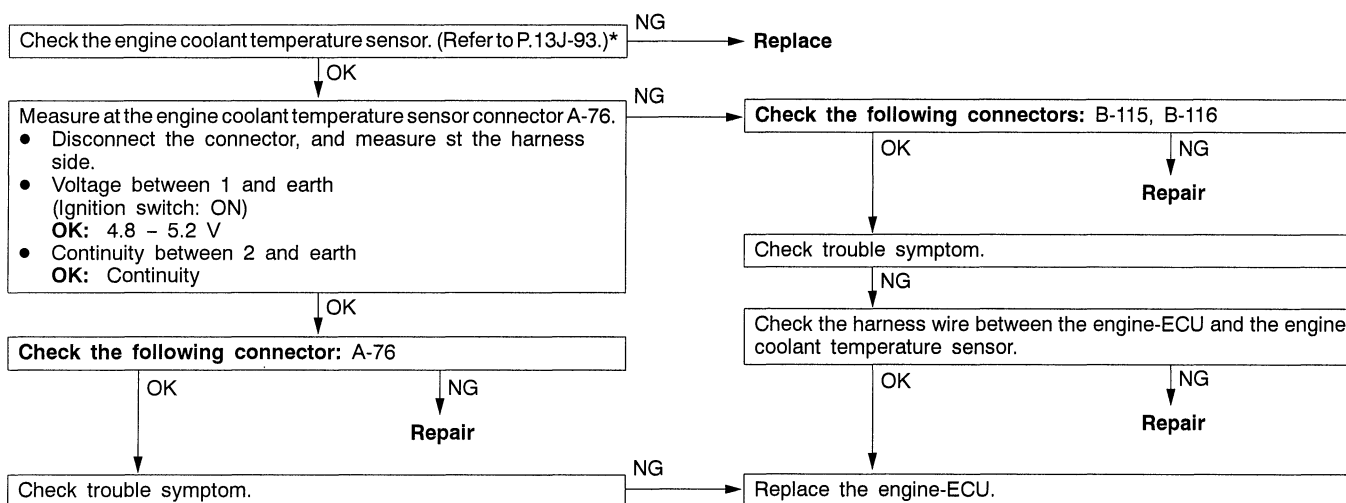 Check the engine coolant temperature sensor. (Refer to P.13J-93.)*
NG
Replace
OK
Measure at the engine coolant temperature sensor connector A-76.
● Disconnect the connector, and measure st the harness
side.
● Voltage between 1 and earth
(Ignition switch: ON)
OK: 4.8 – 5.2 V
● Continuity between 2 and earth
OK: Continuity
NG
OK
Check the following connector: A-76
OK
NG
Repair
Check trouble symptom.
NG
Check the following connectors: B-115, B-116
OK
NG
Repair
Check trouble symptom.
NG
Check the harness wire between the engine-ECU and the engine
coolant temperature sensor.
OK
NG
Repair
Replace the engine-ECU.